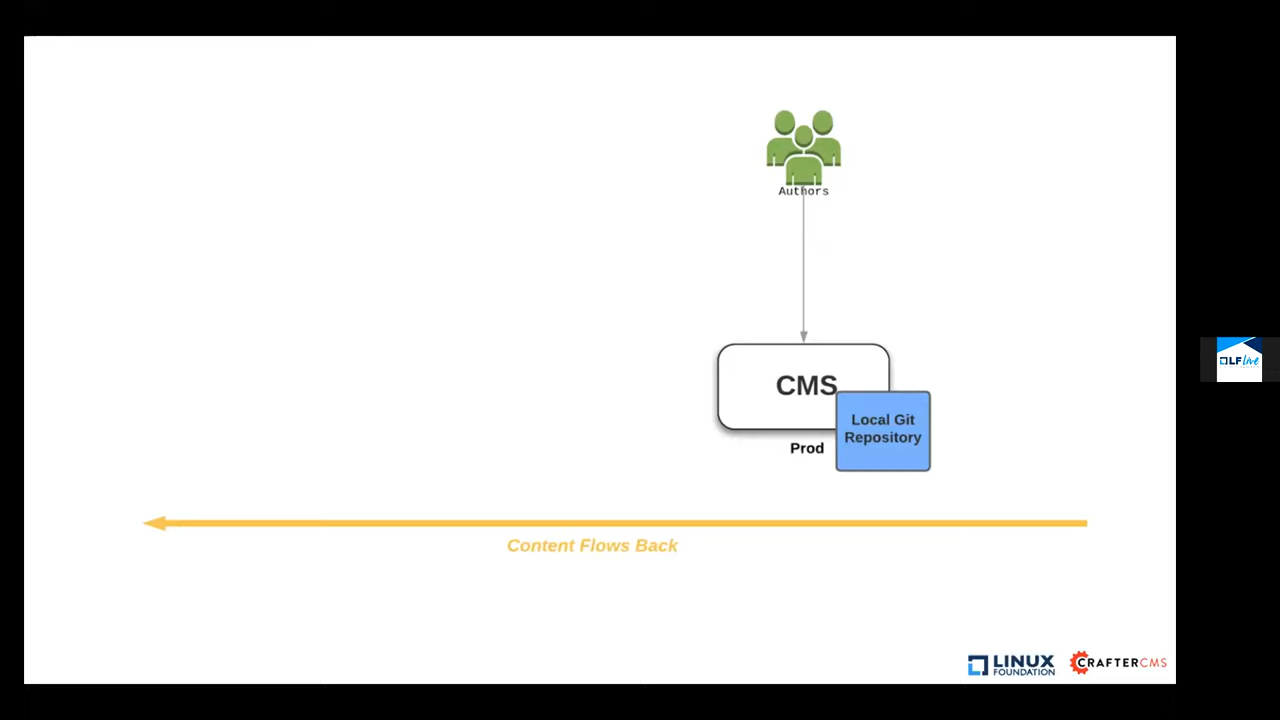 Authors
CMS
Local Git
Repository
Prod
Content Flows Back
LINUX
FOUNDATION
CRAFTERCMS
LF live